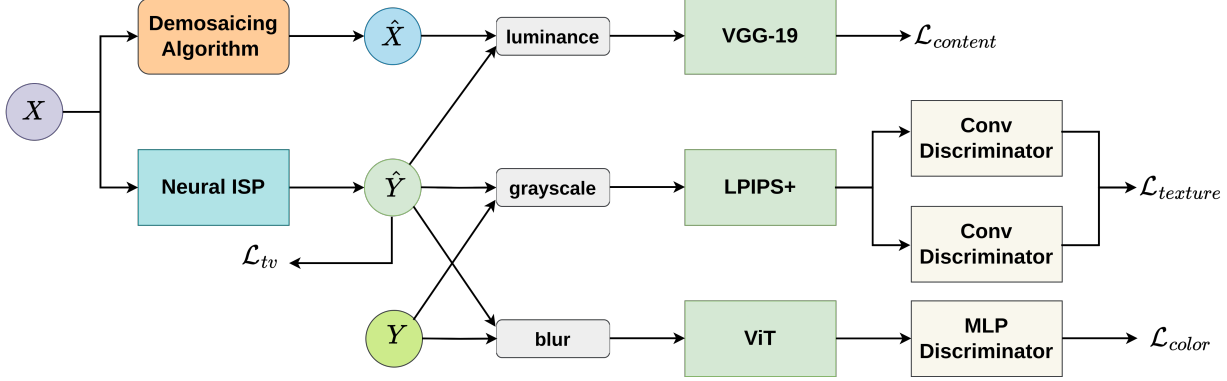 X
Demosaicing
Algorithm
X̂
luminance
VGG-19
ℒ_content
Neural ISP
Ŷ
grayscale
LPIPS+
Conv
Discriminator
Conv
Discriminator
ℒ_texture
ℒ_tv
Y
blur
ViT
MLP
Discriminator
ℒ_color